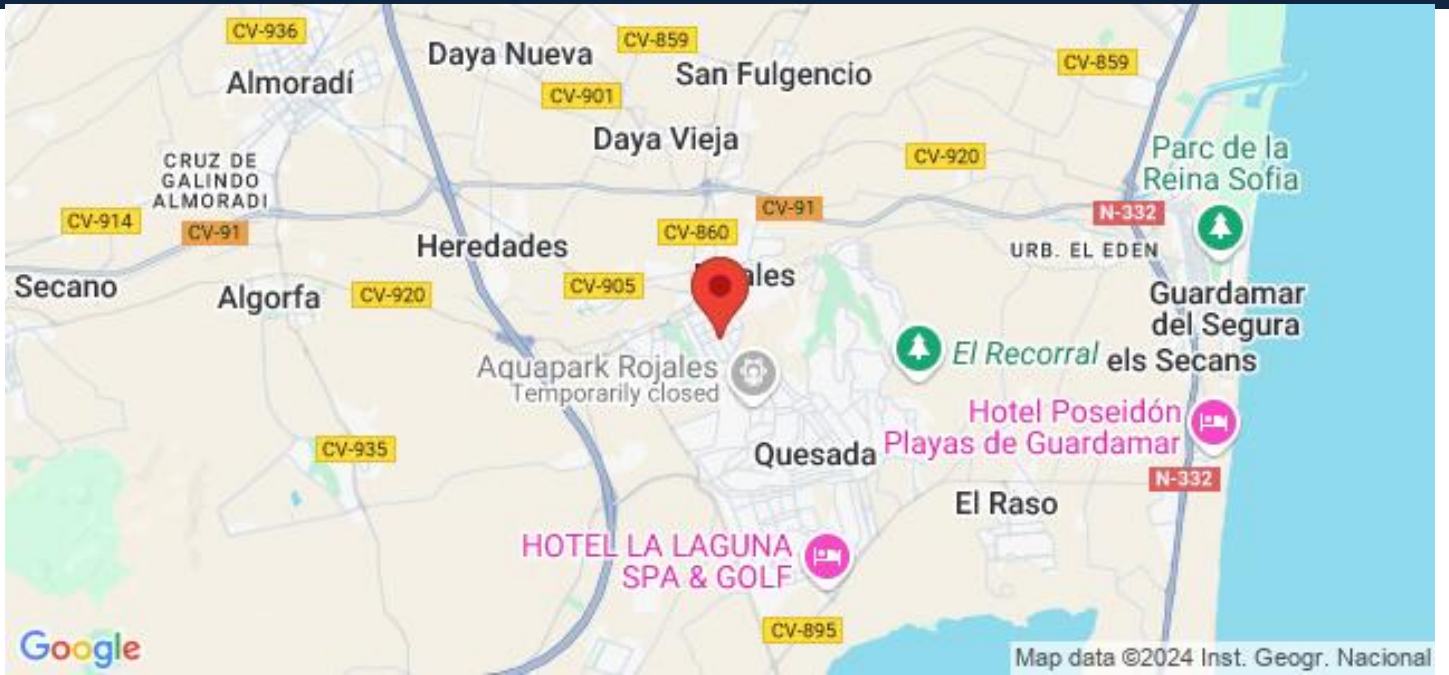 CV-936
Daya Nueva
CV-859
Almoradí
San Fulgencio
CV-859
CV-901
Daya Vieja
CRUZ DE
GALINDO
ALMORADI
CV-920
Parc de la
Reina Sofia
CV-914
CV-91
CV-91
N-332
Heredades
CV-860
URB. EL EDEN
Secano
Algorfa
CV-920
CV-905
Guardamar
del Segura
Aquapark Rojales
Temporarily closed
El Recorral
els Secans
Hotel Poseidón
Playas de Guardamar
CV-935
Quesada
N-332
El Raso
HOTEL LA LAGUNA
SPA & GOLF
CV-895
Google
Map data ©2024 Inst. Geogr. Nacional